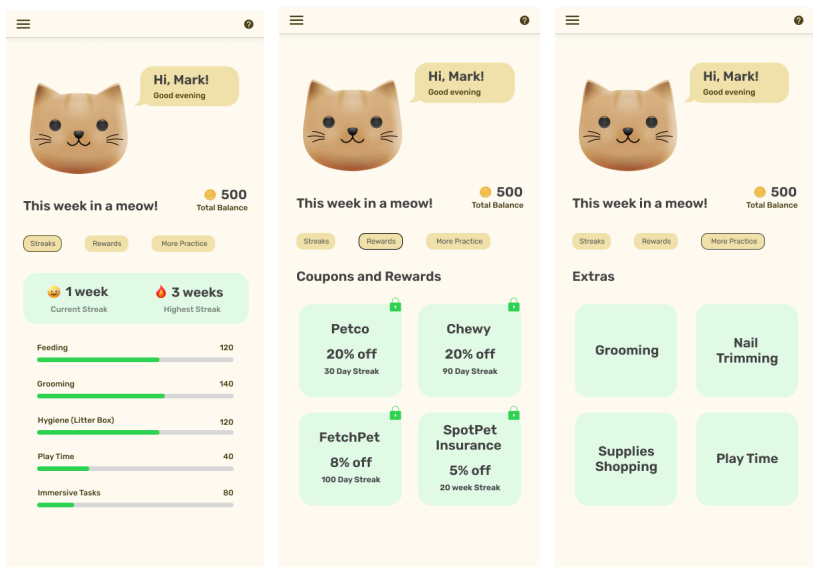 Hi, Mark!
Good evening
500
This week in a meow!
Total Balance
Streaks
Rewards
More Practice
1 week
3 weeks
Current Streak
Highest Streak
Feeding
120
Grooming
140
Hygiene (Litter Box)
120
Play Time
40
Immersive Tasks
80
Hi, Mark!
Good evening
500
This week in a meow!
Total Balance
Streaks
Rewards
More Practice
Coupons and Rewards
Petco
20% off
30 Day Streak
Chewy
20% off
90 Day Streak
FetchPet
8% off
100 Day Streak
SpotPet
Insurance
5% off
20 week Streak
Hi, Mark!
Good evening
500
This week in a meow!
Total Balance
Streaks
Rewards
More Practice
Extras
Grooming
Nail
Trimming
Supplies
Shopping
Play Time